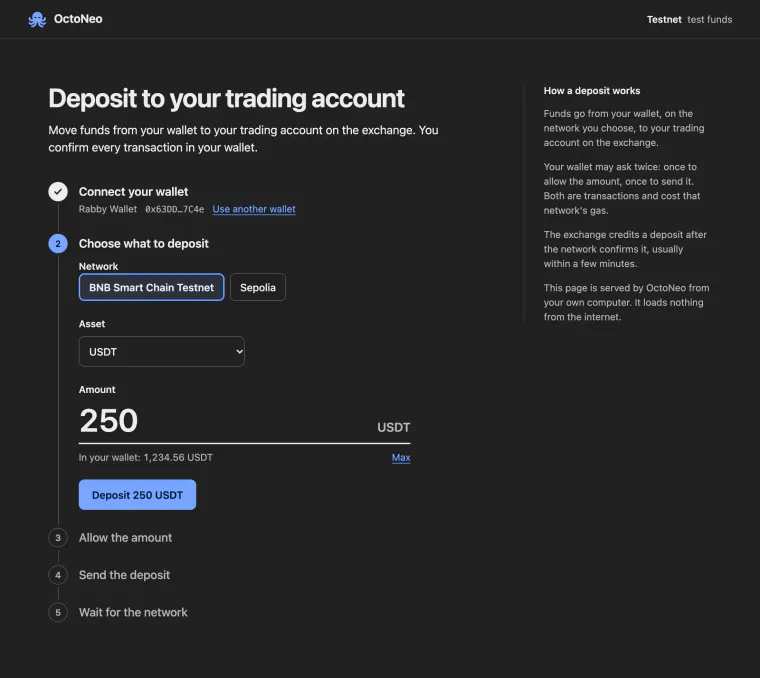 OctoNeo
Testnet test funds
Deposit to your trading account
Move funds from your wallet to your trading account on the exchange. You
confirm every transaction in your wallet.
Connect your wallet
Rabby Wallet 0x63DD…7C4e Use another wallet
2 Choose what to deposit
Network
BNB Smart Chain Testnet Sepolia
Asset
USDT
Amount
250 USDT
In your wallet: 1,234.56 USDT Max
Deposit 250 USDT
3 Allow the amount
4 Send the deposit
5 Wait for the network
How a deposit works
Funds go from your wallet, on the
network you choose, to your trading
account on the exchange.
Your wallet may ask twice: once to
allow the amount, once to send it.
Both are transactions and cost that
network's gas.
The exchange credits a deposit after
the network confirms it, usually
within a few minutes.
This page is served by OctoNeo from
your own computer. It loads nothing
from the internet.